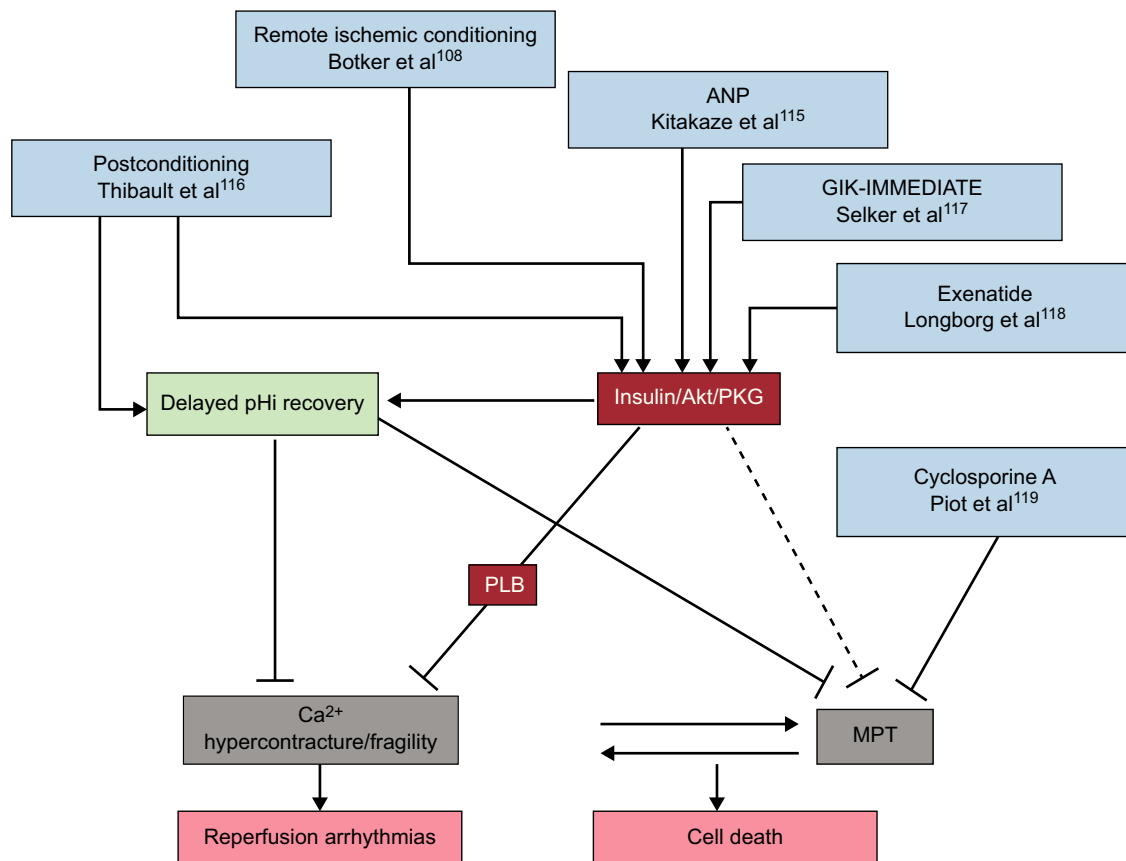 Remote ischemic conditioning
Botker et al108
ANP
Kitakaze et al115
Postconditioning
Thibault et al116
GIK-IMMEDIATE
Selker et al117
Exenatide
Longborg et al118
Delayed pHi recovery
Insulin/Akt/PKG
Cyclosporine A
Piot et al119
PLB
Ca2+
hypercontracture/fragility
MPT
Reperfusion arrhythmias
Cell death